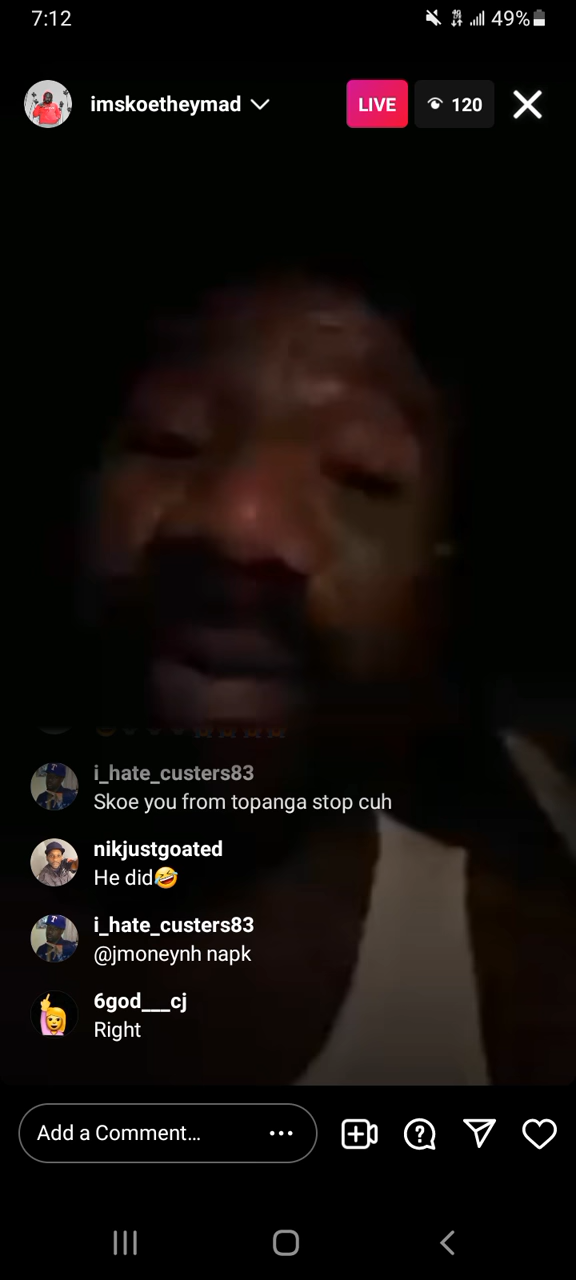 7:12
49%
imskoetheymad
LIVE
120
i_hate_custers83
Skoe you from topanga stop cuh
nikjustgoated
He did🤣
i_hate_custers83
@jmoneynh napk
6god___cj
Right
Add a Comment...